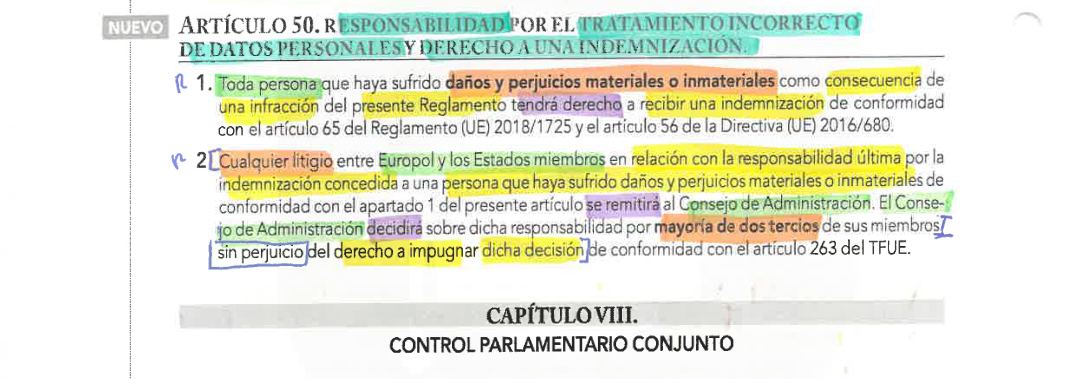 NUEVO ARTÍCULO 50. RESPONSABILIDAD POR EL TRATAMIENTO INCORRECTO
DE DATOS PERSONALES Y DERECHO A UNA INDEMNIZACIÓN.
1. Toda persona que haya sufrido daños y perjuicios materiales o inmateriales como consecuencia de
una infracción del presente Reglamento tendrá derecho a recibir una indemnización de conformidad
con el artículo 65 del Reglamento (UE) 2018/1725 y el artículo 56 de la Directiva (UE) 2016/680.
2. Cualquier litigio entre Europol y los Estados miembros en relación con la responsabilidad última por la
indemnización concedida a una persona que haya sufrido daños y perjuicios materiales o inmateriales de
conformidad con el apartado 1 del presente artículo se remitirá al Consejo de Administración. El Conse-
jo de Administración decidirá sobre dicha responsabilidad por mayoría de dos tercios de sus miembros,
sin perjuicio del derecho a impugnar dicha decisión de conformidad con el artículo 263 del TFUE.
CAPÍTULO VIII.
CONTROL PARLAMENTARIO CONJUNTO